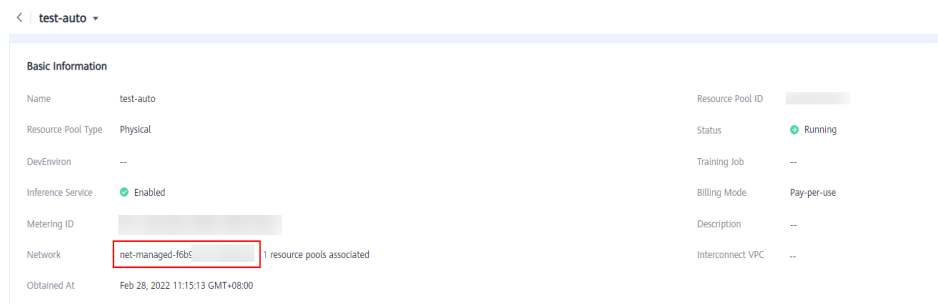 test-auto
Basic Information
Name test-auto Resource Pool ID
Resource Pool Type Physical Status Running
DevEnviron -- Training Job --
Inference Service Enabled Billing Mode Pay-per-use
Metering ID Description --
Network net-managed-f6b9 1 resource pools associated Interconnect VPC --
Obtained At Feb 28, 2022 11:15:13 GMT+08:00